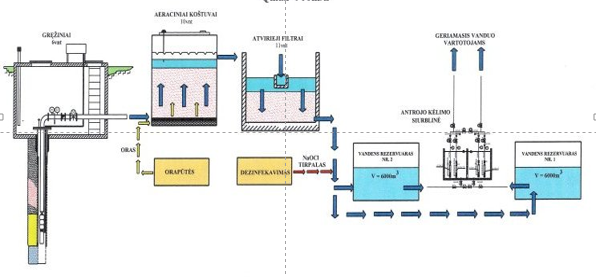 GRĘŽINIAI
6vnt
AERACINIAI KOŠTUVAI
10vnt
ATVIRIEJI FILTRAI
11vnt
GERIAMASIS VANDUO
VARTOTOJAMS
ANTROJO KĖLIMO
SIURBLINĖ
ORAS
ORAPŪTĖS
DEZINFEKAVIMAS
NaOCl
TIRPALAS
VANDENS REZERVUARAS
NR. 2
V = 6000m3
VANDENS REZERVUARAS
NR. 1
V = 6000m3